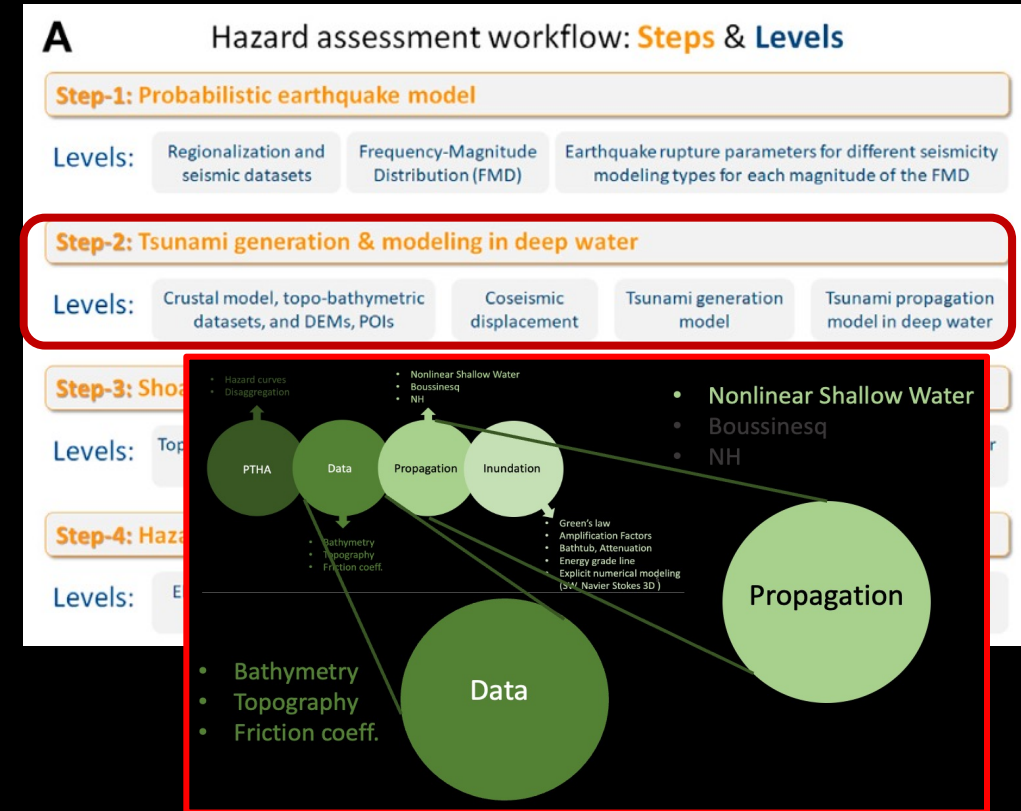 A
Hazard assessment workflow: Steps & Levels
Step-1: Probabilistic earthquake model
Levels:
Regionalization and
seismic datasets
Frequency-Magnitude
Distribution (FMD)
Earthquake rupture parameters for different seismicity
modeling types for each magnitude of the FMD
Step-2: Tsunami generation & modeling in deep water
Levels:
Crustal model, topo-bathymetric
datasets, and DEMs, POIs
Coseismic
displacement
Tsunami generation
model
Tsunami propagation
model in deep water
Step-3:
Levels:
Step-4:
Levels:
• Hazard curves
• Disaggregation
• Nonlinear Shallow Water
• Boussinesq
• NH
PTHA
Data
Propagation
Inundation
• Bathymetry
• Topography
• Friction coeff.
• Green's law
• Amplification Factors
• Bathtub, Attenuation
• Energy grade line
• Explicit numerical modeling
(SW, Navier Stokes 3D )
• Nonlinear Shallow Water
• Boussinesq
• NH
Propagation
• Bathymetry
• Topography
• Friction coeff.
Data